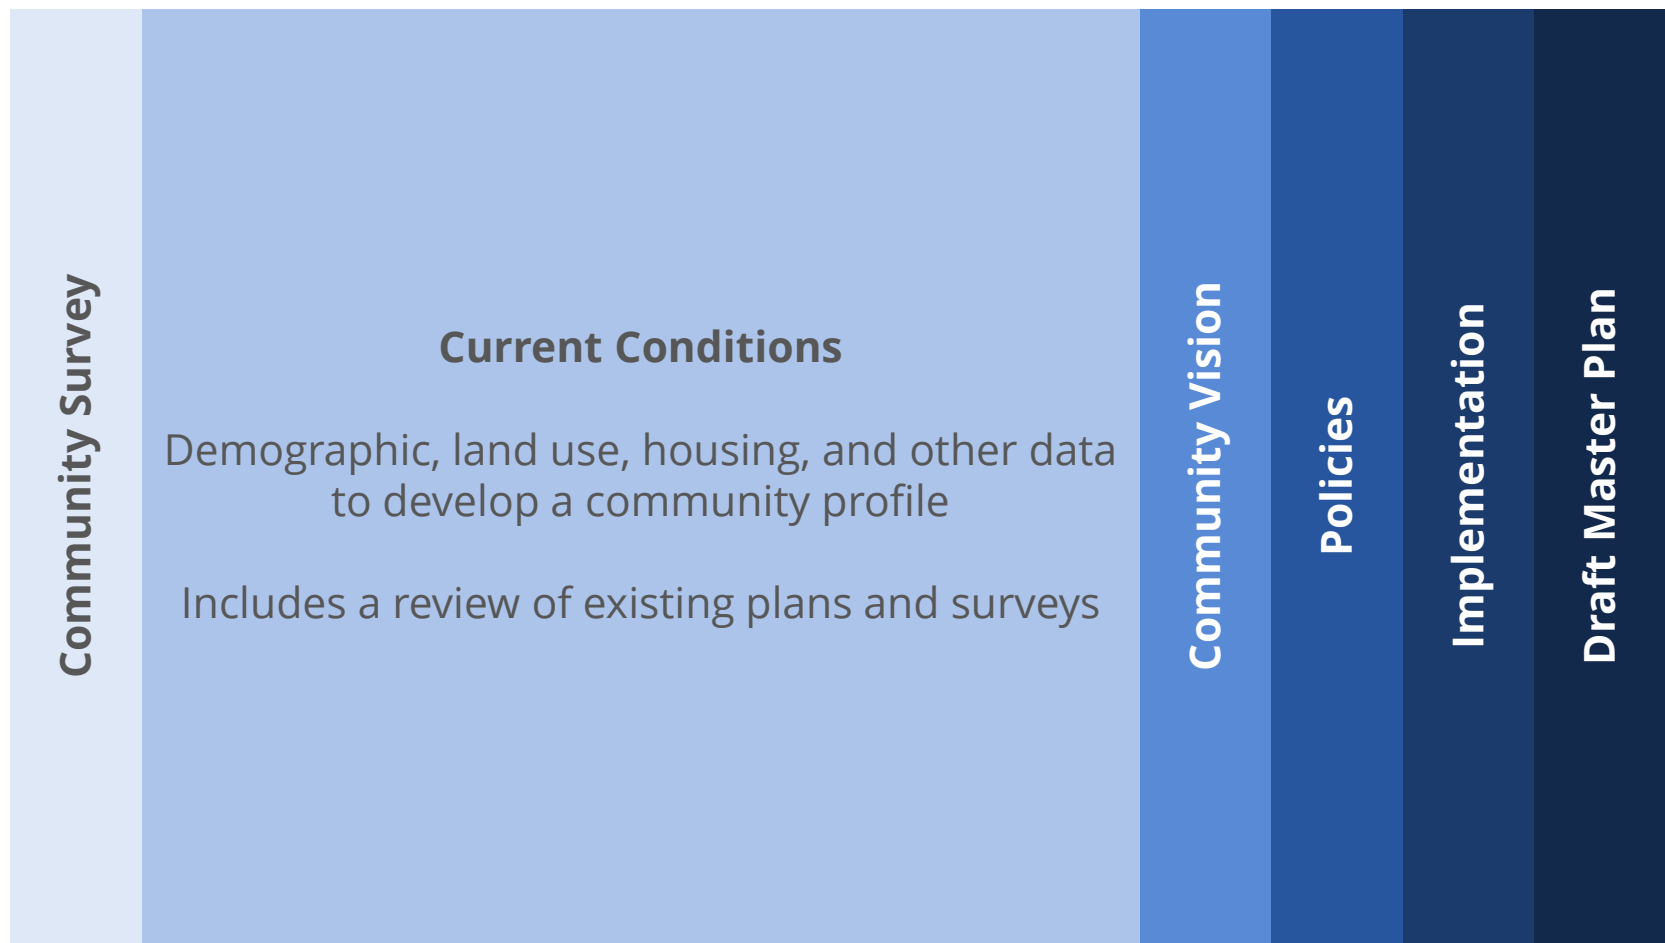 Community Survey
Current Conditions
Demographic, land use, housing, and other data
to develop a community profile
Includes a review of existing plans and surveys
Community Vision
Policies
Implementation
Draft Master Plan